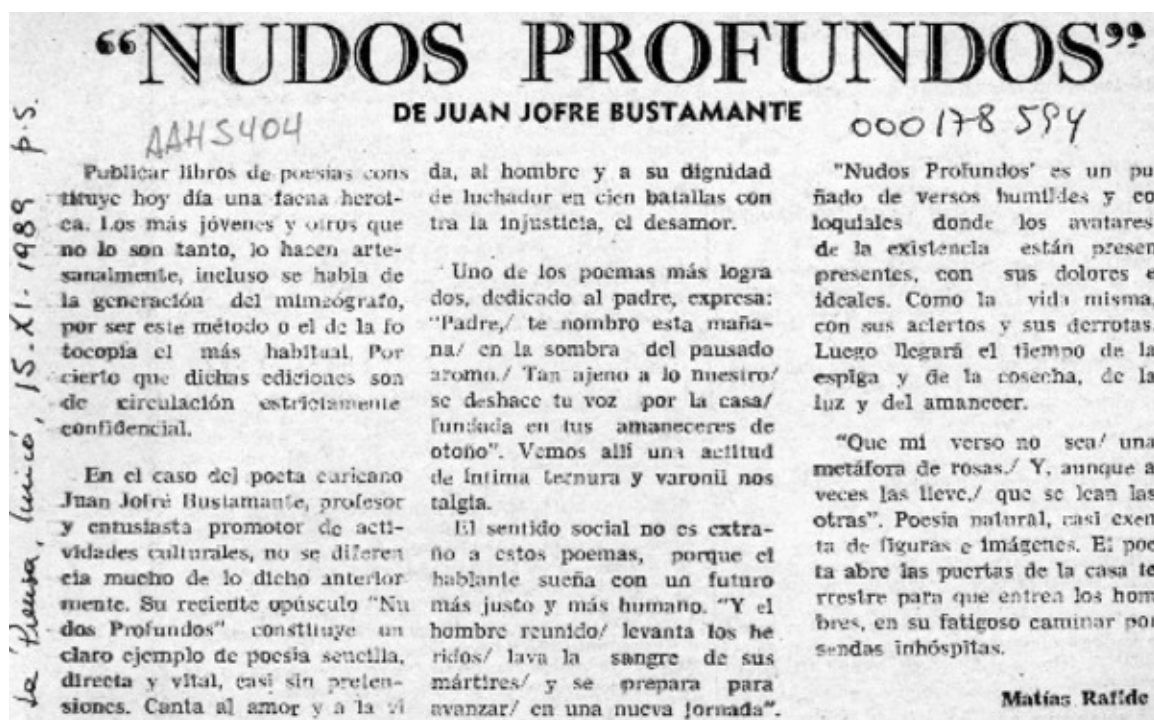 “NUDOS PROFUNDOS”
DE JUAN JOFRE BUSTAMANTE
AAH5404
000178594
La Prensa, Curicó, 15-XI-1989 p.5.
Publicar libros de poesías cons
tituye hoy día una faena heroi-
ca. Los más jóvenes y otros que
no lo son tanto, lo hacen arte-
sanalmente, incluso se habla de
la generación del mimeógrafo,
por ser este método o el de la fo
tocopia el más habitual. Por
cierto que dichas ediciones son
de circulación estrictamente
confidencial.
En el caso del poeta curicano
Juan Jofré Bustamante, profesor
y entusiasta promotor de acti-
vidades culturales, no se diferen
cia mucho de lo dicho anterior
mente. Su reciente opúsculo "Nu
dos Profundos" constituye un
claro ejemplo de poesía sencilla,
directa y vital, casi sin preten-
siones. Canta al amor y a la vi
da, al hombre y a su dignidad
de luchador en cien batallas con
tra la injusticia, el desamor.
Uno de los poemas más logra
dos, dedicado al padre, expresa:
"Padre,/ te nombro esta maña-
na/ en la sombra del pausado
aromo./ Tan ajeno a lo nuestro/
se deshace tu voz por la casa/
fundada en tus amaneceres de
otoño". Vemos allí una actitud
de íntima ternura y varonil nos
talgia.
El sentido social no es extra-
ño a estos poemas, porque el
hablante sueña con un futuro
más justo y más humano. "Y el
hombre reunido/ levanta los he
ridos/ lava la sangre de sus
mártires/ y se prepara para
avanzar/ en una nueva jornada".
"Nudos Profundos' es un pu
ñado de versos humildes y co
loquiales donde los avatares
de la existencia están presen
presentes, con sus dolores e
ideales. Como la vida misma,
con sus aciertos y sus derrotas.
Luego llegará el tiempo de la
espiga y de la cosecha, de la
luz y del amanecer.
"Que mi verso no sea/ una
metáfora de rosas./ Y, aunque a
veces las lleve,/ que se lean las
otras". Poesía natural, casi exen
ta de figuras e imágenes. El poe
ta abre las puertas de la casa te
rrestre para que entren los hom
bres, en su fatigoso caminar por
sendas inhóspitas.
Matías Rafide